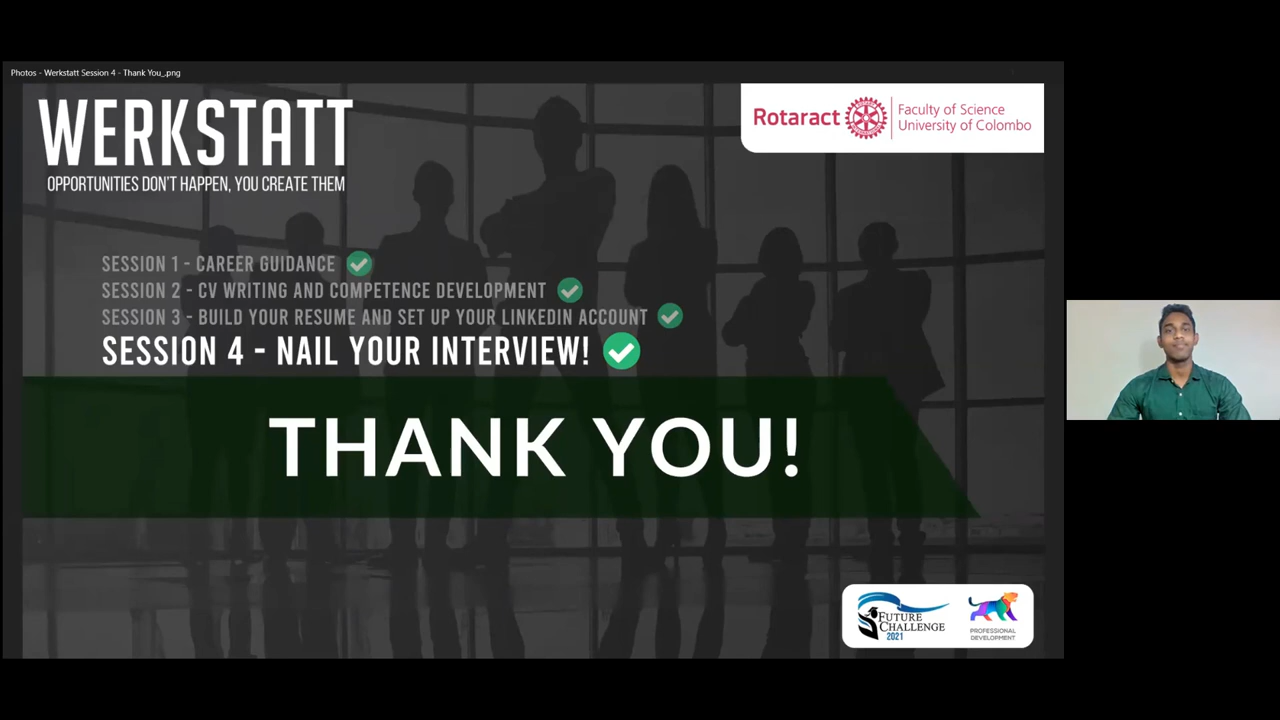 Photos - Werkstatt Session 4 - Thank You_.png
WERKSTATT
OPPORTUNITIES DON'T HAPPEN, YOU CREATE THEM
Rotaract
Faculty of Science
University of Colombo
SESSION 1 - CAREER GUIDANCE
SESSION 2 - CV WRITING AND COMPETENCE DEVELOPMENT
SESSION 3 - BUILD YOUR RESUME AND SET UP YOUR LINKEDIN ACCOUNT
SESSION 4 - NAIL YOUR INTERVIEW!
THANK YOU!
FUTURE
CHALLENGE
2021
PROFESSIONAL
DEVELOPMENT